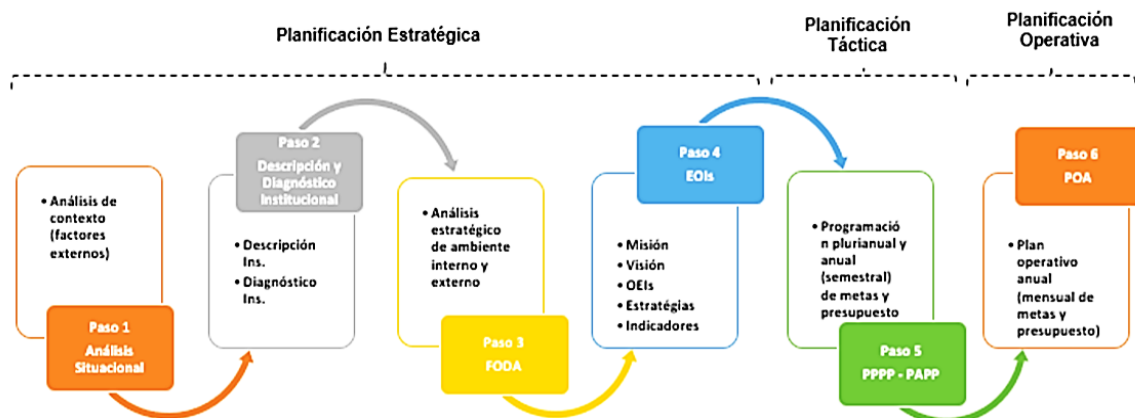 Planificación Estratégica
Planificación
Táctica
Planificación
Operativa
• Análisis de
contexto
(factores
externos)
Paso 1
Análisis
Situacional
Paso 2
Descripción y
Diagnóstico
Institucional
• Descripción
Ins.
• Diagnóstico
Ins.
• Análisis
estratégico
de ambiente
interno y
externo
Paso 3
FODA
Paso 4
EOIs
• Misión
• Visión
• OEIs
• Estratégias
• Indicadores
• Programació
n plurianual y
anual
(semestral)
de metas y
presupuesto
Paso 5
PPPP - PAPP
Paso 6
POA
• Plan
operativo
anual
(mensual de
metas y
presupuesto)